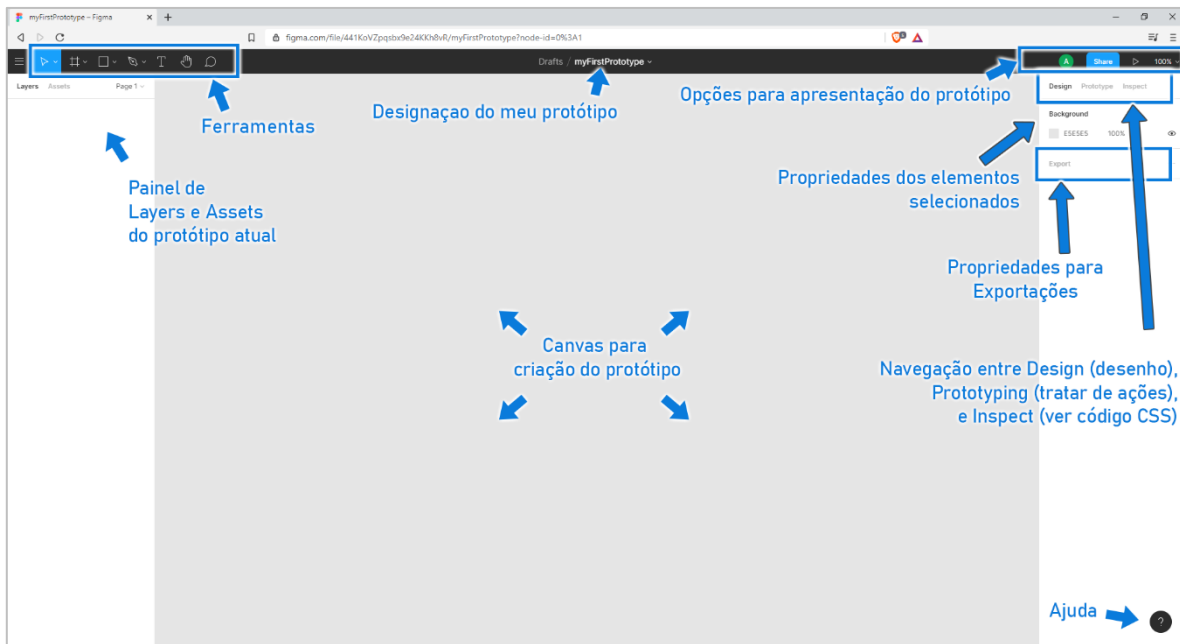 myFirstPrototype – Figma
figma.com/file/441KoVZpqsbx9e24KKh8vR/myFirstPrototype?node-id=0%3A1
Drafts / myFirstPrototype
A
Share
100%
Layers
Assets
Page 1
Design
Prototype
Inspect
Ferramentas
Designaçao do meu protótipo
Opções para apresentação do protótipo
Background
E5E5E5
100%
Export
Painel de
Layers e Assets
do protótipo atual
Propriedades dos elementos
selecionados
Propriedades para
Exportações
Canvas para
criação do protótipo
Navegação entre Design (desenho),
Prototyping (tratar de ações),
e Inspect (ver código CSS)
Ajuda
?